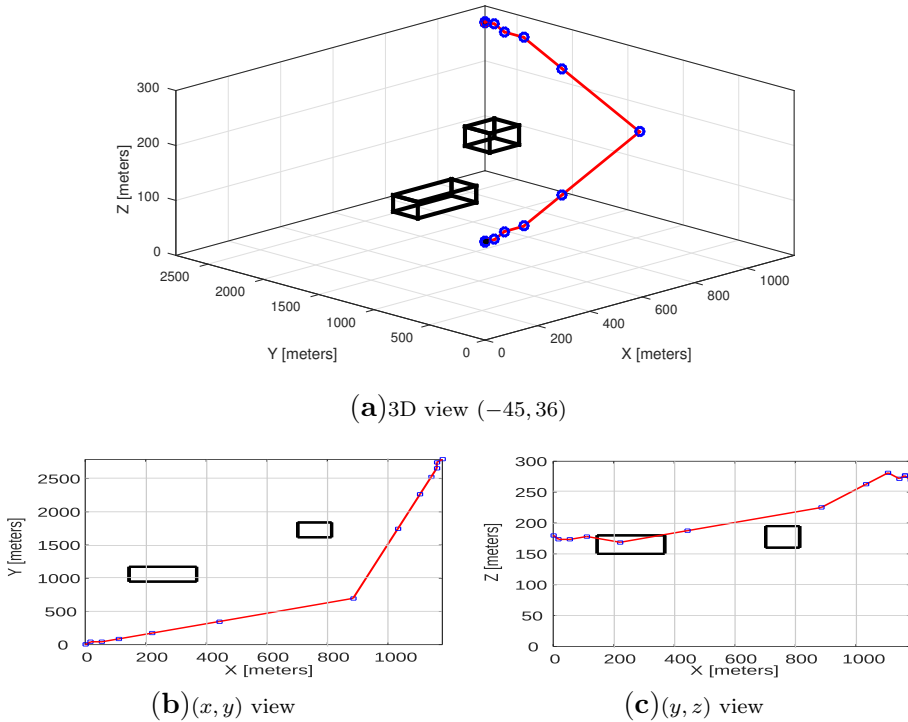 300
200
100
0
Z [meters]
2500
2000
1500
1000
500
0
Y [meters]
0
200
400
600
800
1000
X [meters]
(a)3D view (−45, 36)
2500
2000
1500
1000
500
0
Y [meters]
0 200 400 600 800 1000
X [meters]
(b)(x, y) view
300
250
200
150
100
50
0
Z [meters]
0 200 400 600 800 1000
X [meters]
(c)(y, z) view